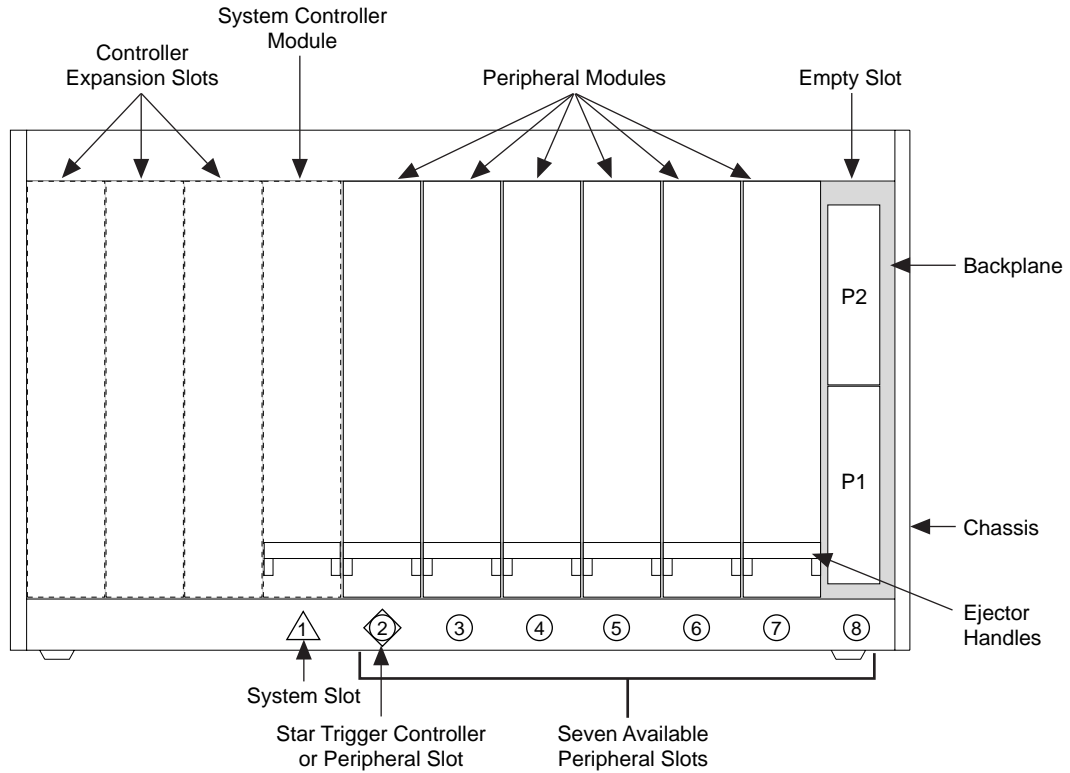 System Controller
Module
Controller
Expansion Slots
Peripheral Modules
Empty Slot
Backplane
P2
P1
Chassis
Ejector
Handles
1
2
3
4
5
6
7
8
System Slot
Star Trigger Controller
or Peripheral Slot
Seven Available
Peripheral Slots